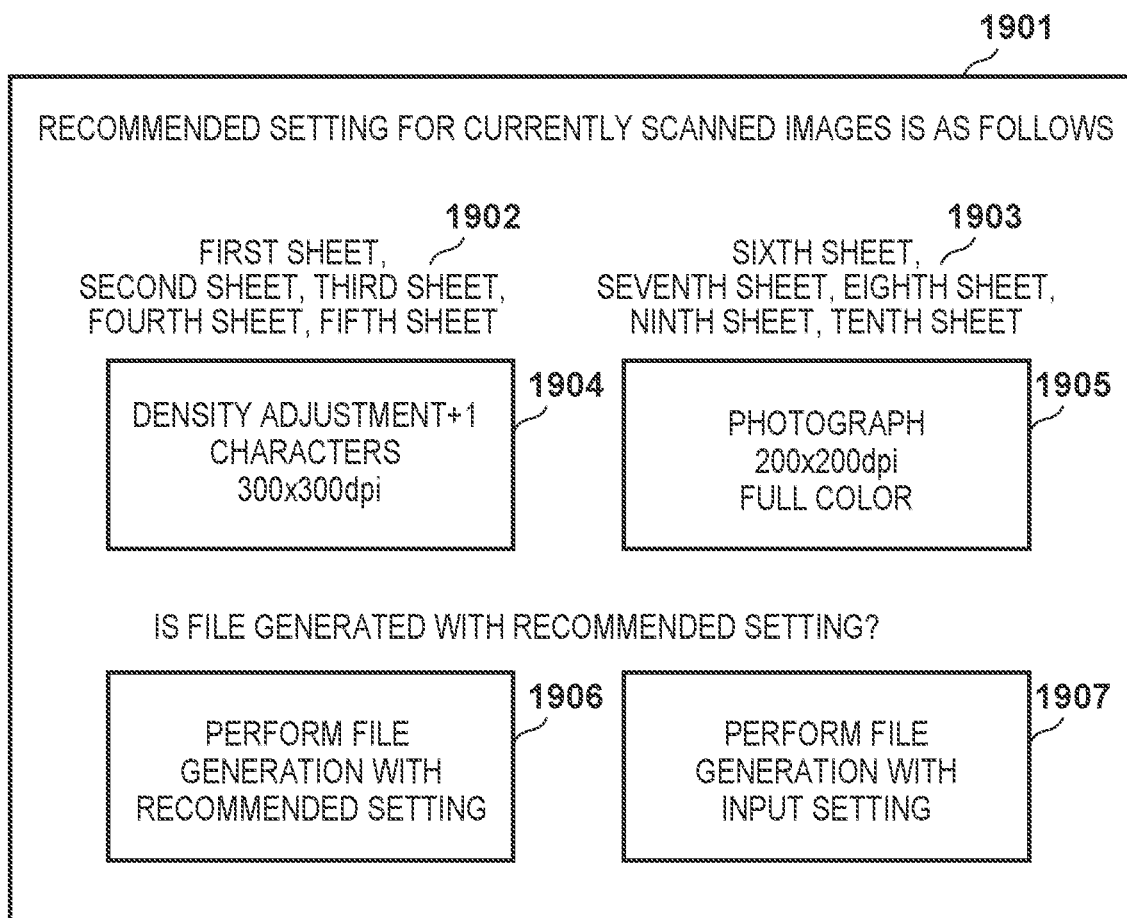 1901
RECOMMENDED SETTING FOR CURRENTLY SCANNED IMAGES IS AS FOLLOWS
1902
FIRST SHEET,
SECOND SHEET, THIRD SHEET,
FOURTH SHEET, FIFTH SHEET
1903
SIXTH SHEET,
SEVENTH SHEET, EIGHTH SHEET,
NINTH SHEET, TENTH SHEET
1904
DENSITY ADJUSTMENT+1
CHARACTERS
300x300dpi
1905
PHOTOGRAPH
200x200dpi
FULL COLOR
IS FILE GENERATED WITH RECOMMENDED SETTING?
1906
PERFORM FILE
GENERATION WITH
RECOMMENDED SETTING
1907
PERFORM FILE
GENERATION WITH
INPUT SETTING